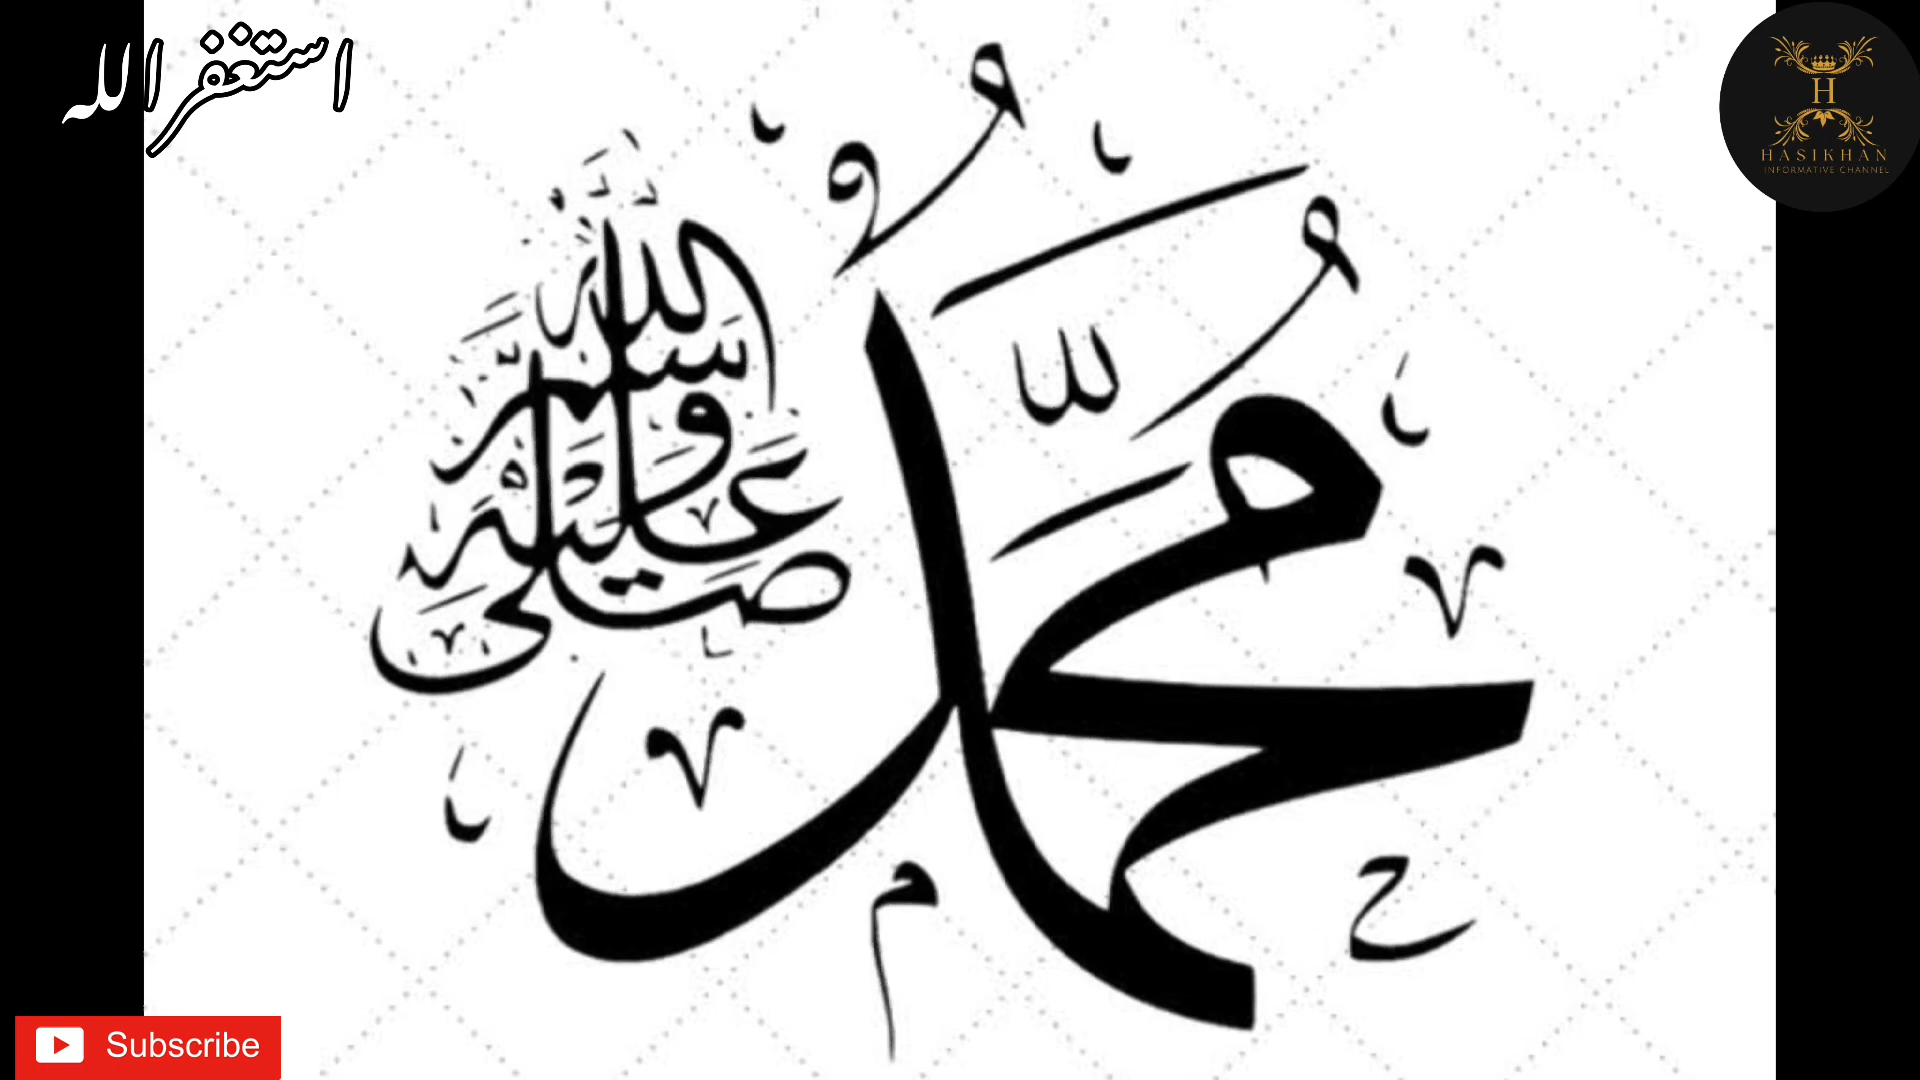 استغفر الله
H
HASIKHAN
INFORMATIVE CHANNEL
صلى الله عليه وسلم
محمد
Subscribe